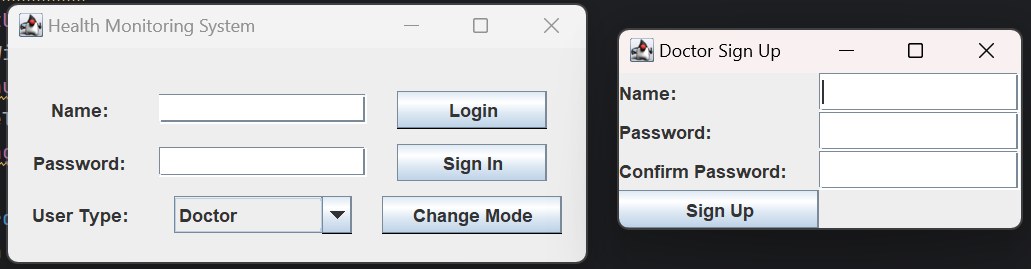 Health Monitoring System
Name:
Login
Password:
Sign In
User Type:
Doctor
Change Mode
Doctor Sign Up
Name:
Password:
Confirm Password:
Sign Up